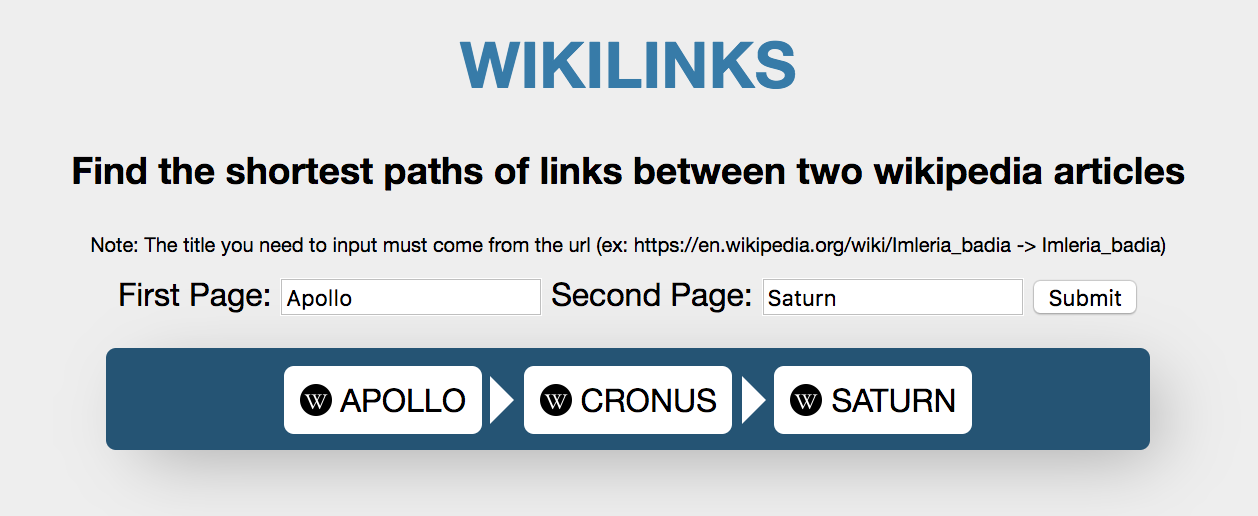 WIKILINKS
Find the shortest paths of links between two wikipedia articles
Note: The title you need to input must come from the url (ex: https://en.wikipedia.org/wiki/Imleria_badia -> Imleria_badia)
First Page: Apollo Second Page: Saturn Submit
W APOLLO W CRONUS W SATURN